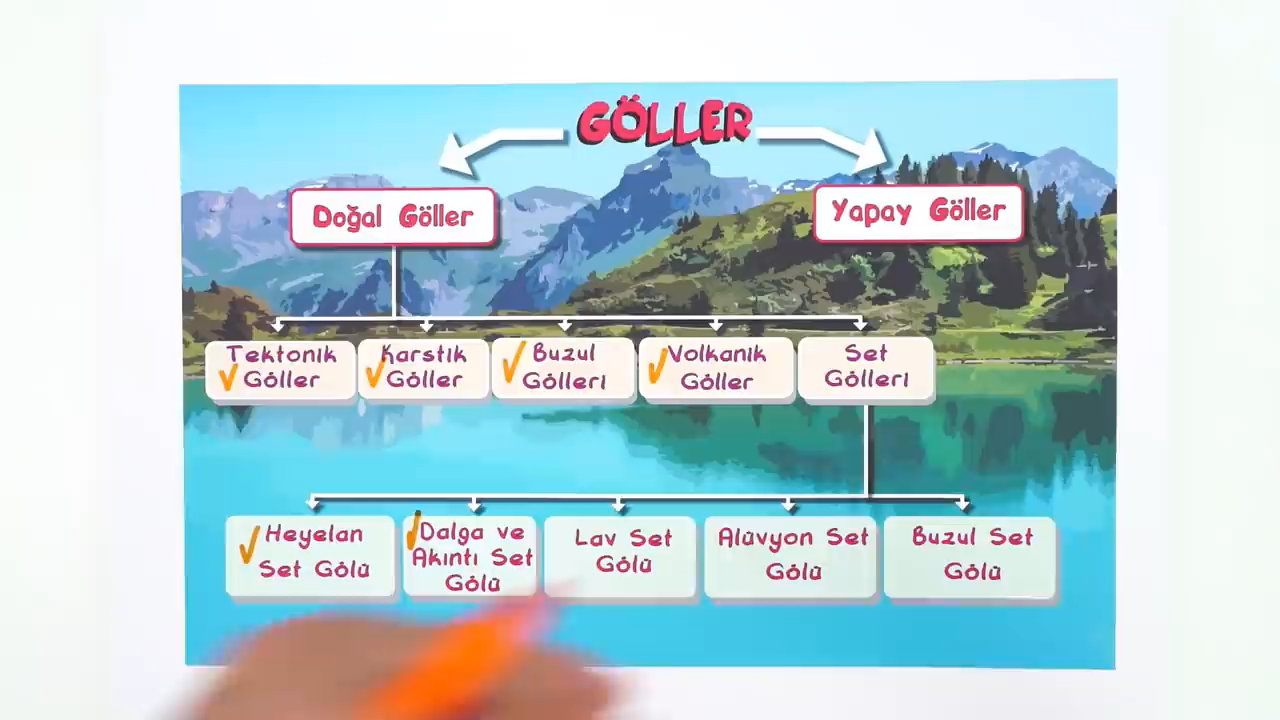 GÖLLER
Doğal Göller
Yapay Göller
Tektonik
Göller
Karstik
Göller
Buzul
Gölleri
Volkanik
Göller
Set
Gölleri
Heyelan
Set Gölü
Dalga ve
Akıntı Set
Gölü
Lav Set
Gölü
Alüvyon Set
Gölü
Buzul Set
Gölü